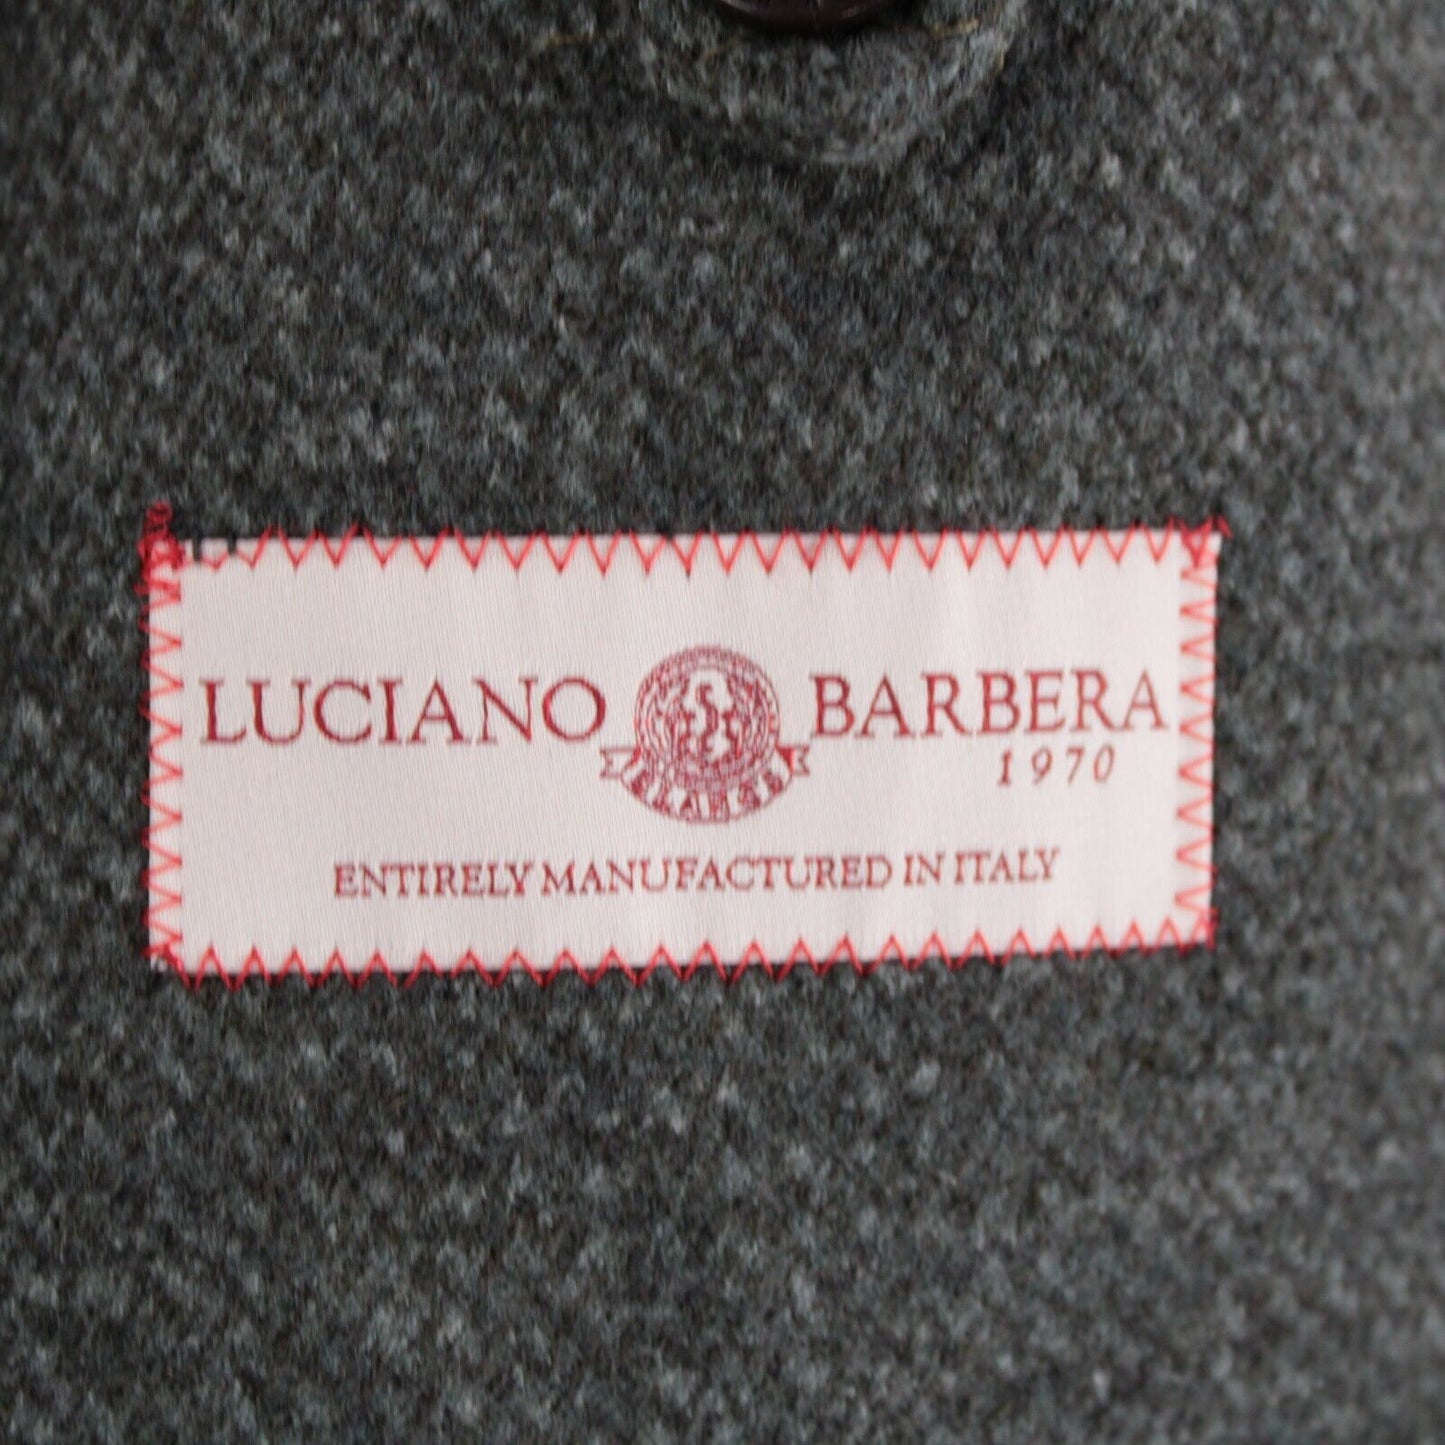 LUCIANO BARBERA
1970
ENTIRELY MANUFACTURED IN ITALY